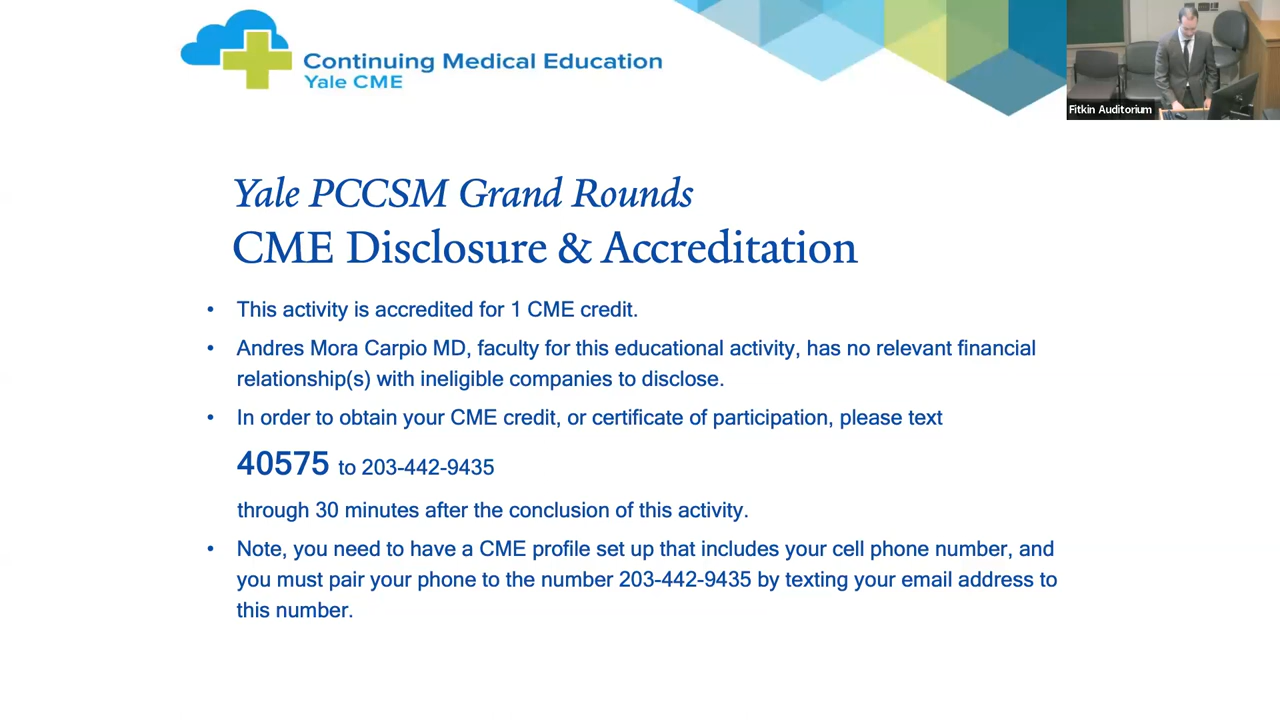 Continuing Medical Education
Yale CME
Fitkin Auditorium
Yale PCCSM Grand Rounds
CME Disclosure & Accreditation
• This activity is accredited for 1 CME credit.
• Andres Mora Carpio MD, faculty for this educational activity, has no relevant financial
relationship(s) with ineligible companies to disclose.
• In order to obtain your CME credit, or certificate of participation, please text
40575 to 203-442-9435
through 30 minutes after the conclusion of this activity.
• Note, you need to have a CME profile set up that includes your cell phone number, and
you must pair your phone to the number 203-442-9435 by texting your email address to
this number.